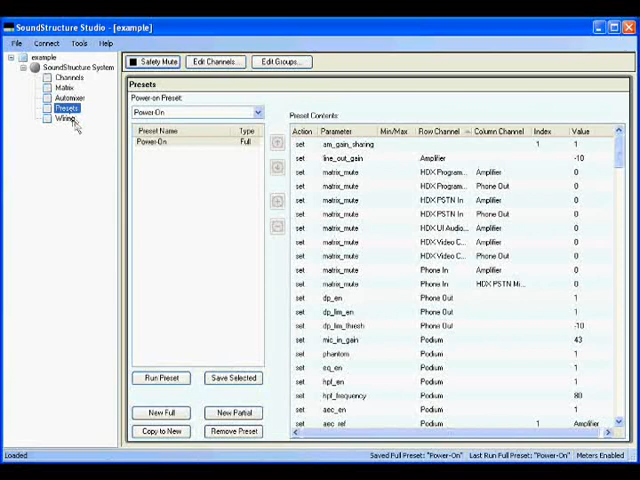 SoundStructure Studio - [example]
File Connect Tools Help
example
SoundStructure System
Channels
Matrix
Automixer
Presets
Wiring
Safety Mute Edit Channels... Edit Groups...
Presets
Power-on Preset:
Power-On
Preset Name Type
Power-On Full
Run Preset Save Selected
New Full New Partial
Copy to New Remove Preset
Preset Contents:
Action Parameter Min/Max Row Channel Column Channel Index Value
set am_gain_sharing 1 1
set line_out_gain Amplifier -10
set matrix_mute HDX Program... Amplifier 0
set matrix_mute HDX Program... Phone Out 0
set matrix_mute HDX PSTN In Amplifier 0
set matrix_mute HDX PSTN In Phone Out 0
set matrix_mute HDX UI Audio... Amplifier 0
set matrix_mute HDX Video C... Amplifier 0
set matrix_mute HDX Video C... Phone Out 0
set matrix_mute Phone In Amplifier 0
set matrix_mute Phone In HDX PSTN Mi... 0
set dp_en Phone Out 1
set dp_lim_en Phone Out 1
set dp_lim_thresh Phone Out -10
set mic_in_gain Podium 43
set phantom Podium 1
set eq_en Podium 1
set hpf_en Podium 1
set hpf_frequency Podium 80
set aec_en Podium 1
set aec_ref Podium 1 Amplifier
Loaded Saved Full Preset: "Power-On" Last Run Full Preset: "Power-On" Meters Enabled